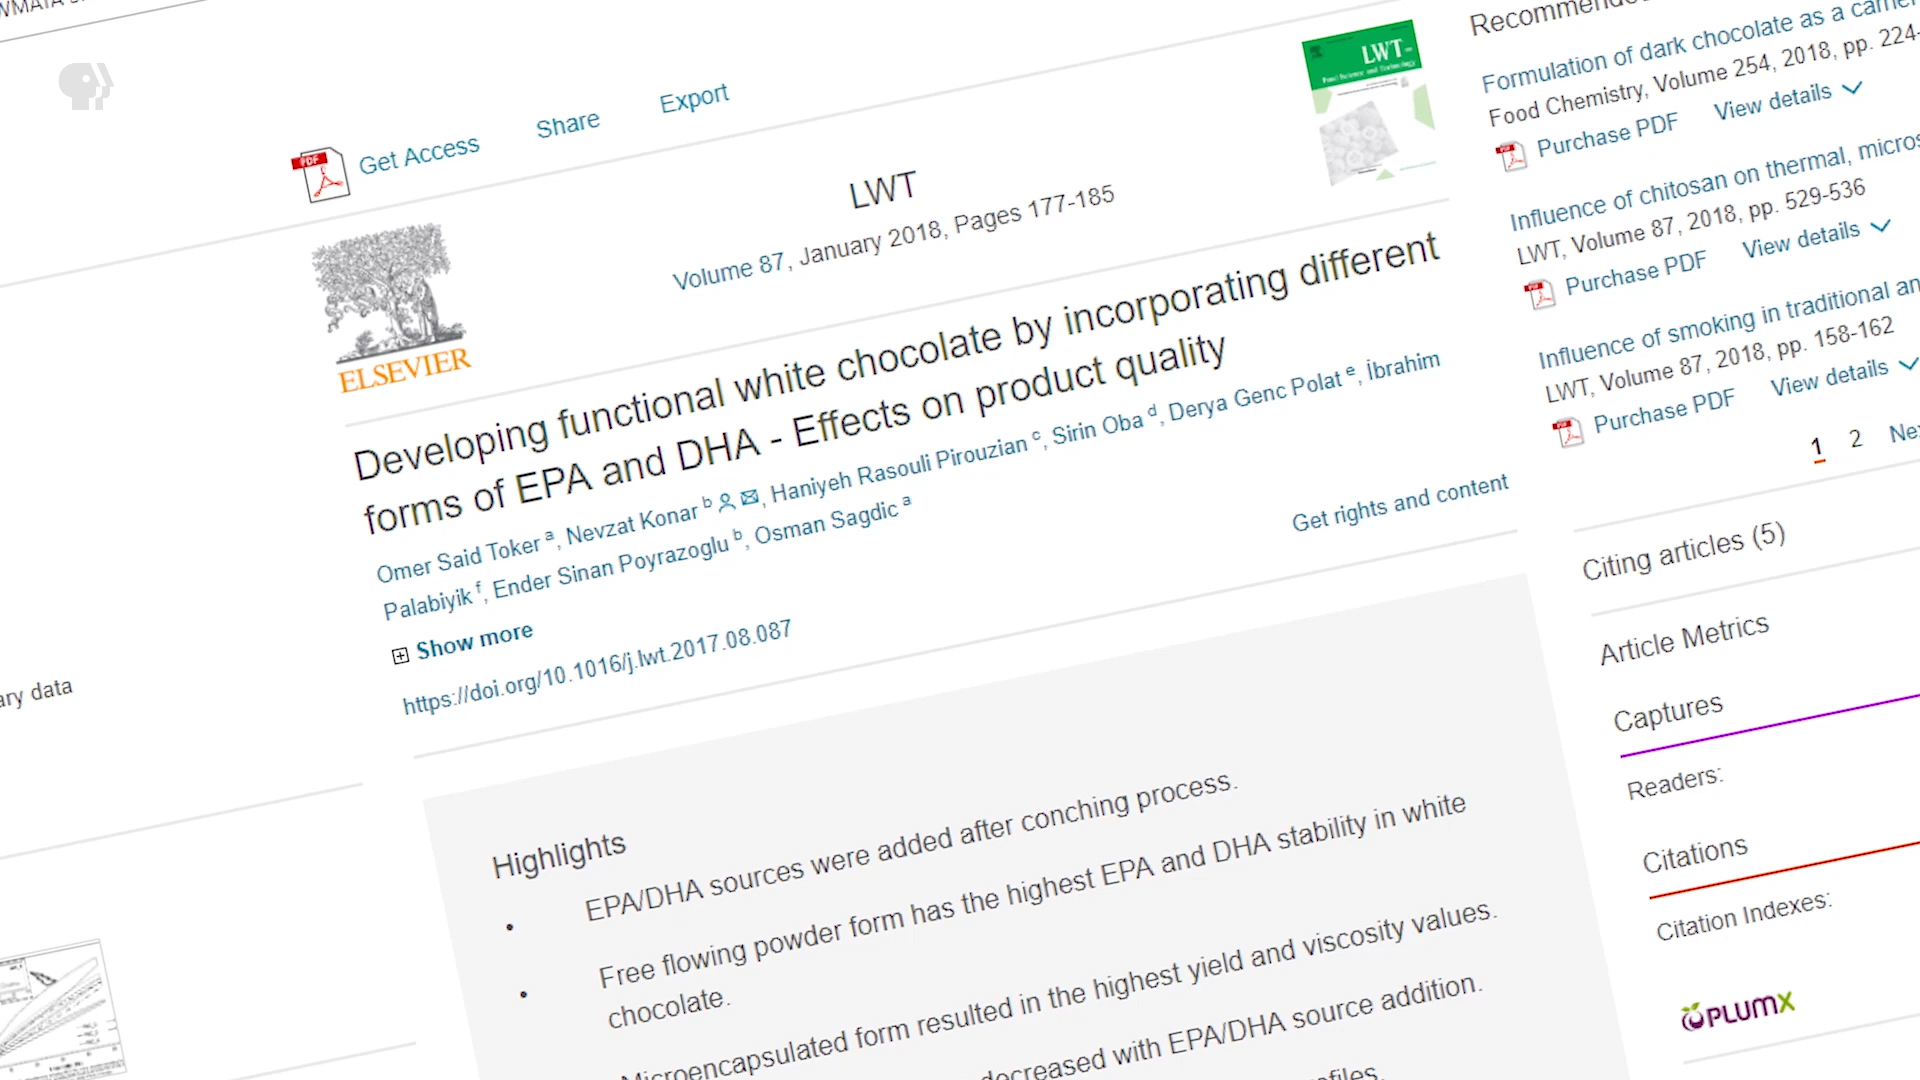 PDF Get Access
Share
Export
LWT
Volume 87, January 2018, Pages 177-185
LWT
Food Science and Technology
ELSEVIER
Developing functional white chocolate by incorporating different
forms of EPA and DHA - Effects on product quality
Omer Said Toker a, Nevzat Konar b, Haniyeh Rasouli Pirouzian c, Sirin Oba d, Derya Genc Polat e, İbrahim
Palabiyik f, Ender Sinan Poyrazoglu b, Osman Sagdic a
Show more
https://doi.org/10.1016/j.lwt.2017.08.087
Get rights and content
Highlights
• EPA/DHA sources were added after conching process.
• Free flowing powder form has the highest EPA and DHA stability in white
chocolate.
Microencapsulated form resulted in the highest yield and viscosity values.
decreased with EPA/DHA source addition.
ary data
Formulation of dark chocolate as a
Food Chemistry, Volume 254, 2018, pp. 224-
Purchase PDF
View details
Influence of chitosan on thermal,
LWT, Volume 87, 2018, pp. 529-536
Purchase PDF
View details
Influence of smoking in traditional
LWT, Volume 87, 2018, pp. 158-162
Purchase PDF
View details
1 2
Citing articles (5)
Article Metrics
Captures
Readers:
Citations
Citation Indexes:
PLUMX